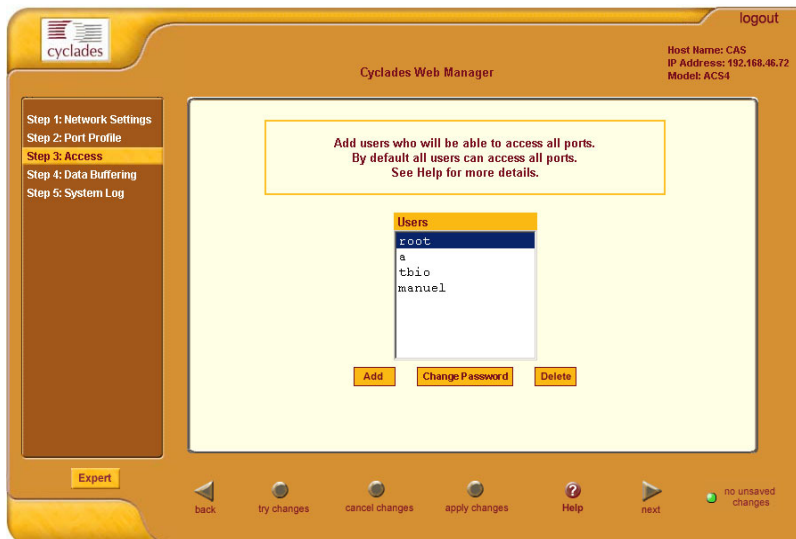 logout
cyclades
Cyclades Web Manager
Host Name: CAS
IP Address: 192.168.46.72
Model: ACS4
Step 1: Network Settings
Step 2: Port Profile
Step 3: Access
Step 4: Data Buffering
Step 5: System Log
Add users who will be able to access all ports.
By default all users can access all ports.
See Help for more details.
Users
root
a
tbio
manuel
Add
Change Password
Delete
Expert
back
try changes
cancel changes
apply changes
?
Help
next
no unsaved
changes